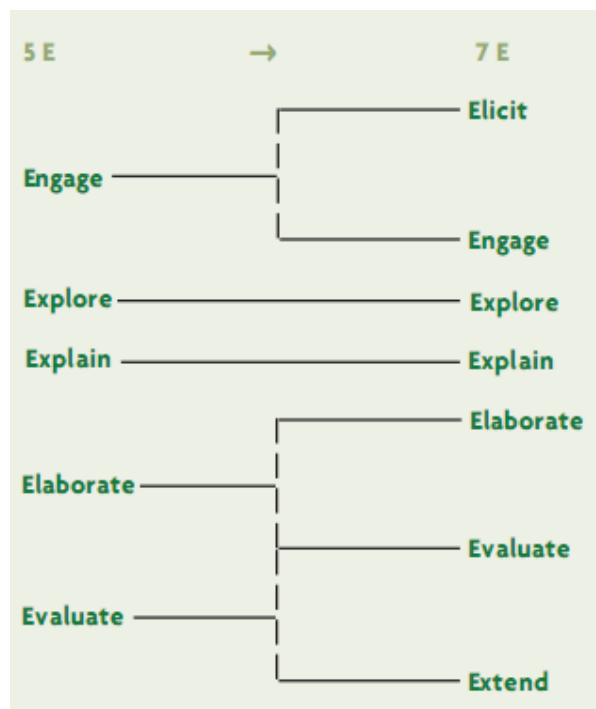 5 E → 7 E
Elicit
Engage
Engage
Explore Explore
Explain Explain
Elaborate
Elaborate
Evaluate
Evaluate
Extend